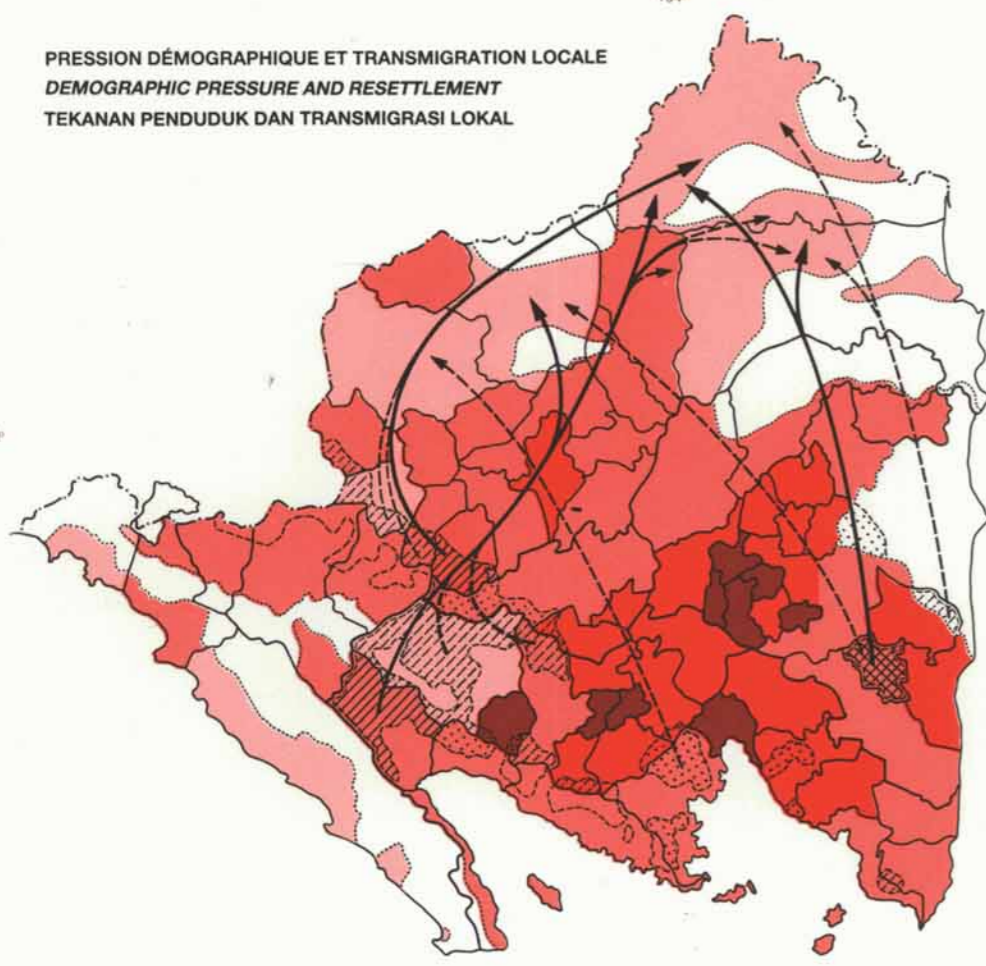 PRESSION DÉMOGRAPHIQUE ET TRANSMIGRATION LOCALE
DEMOGRAPHIC PRESSURE AND RESETTLEMENT
TEKANAN PENDUDUK DAN TRANSMIGRASI LOKAL